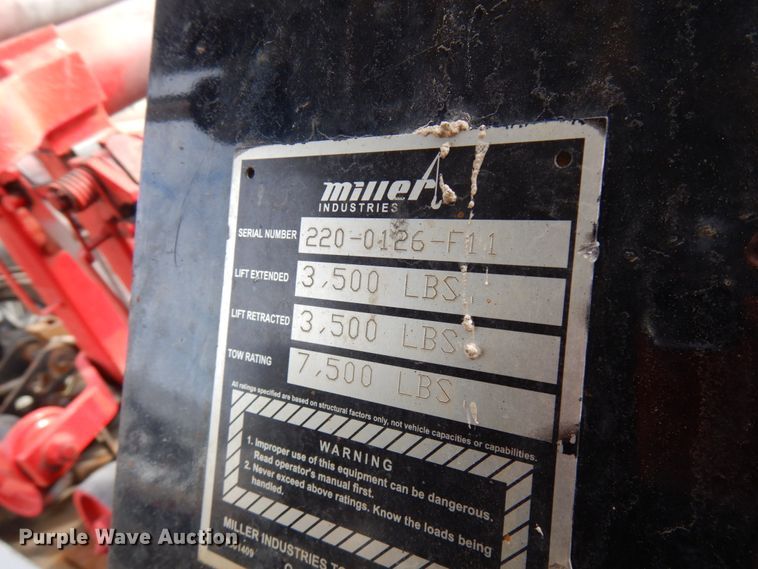 miller
INDUSTRIES
SERIAL NUMBER 220-0126-F11
LIFT EXTENDED 3,500 LBS
LIFT RETRACTED 3,500 LBS
TOW RATING 7,500 LBS
All ratings specified are based on structural factors only, not vehicle capacities or capabilities.
WARNING
1. Improper use of this equipment can be dangerous.
Read operator's manual first.
2. Never exceed above ratings. Know the loads being
handled.
MILLER INDUSTRIES
Purple Wave Auction